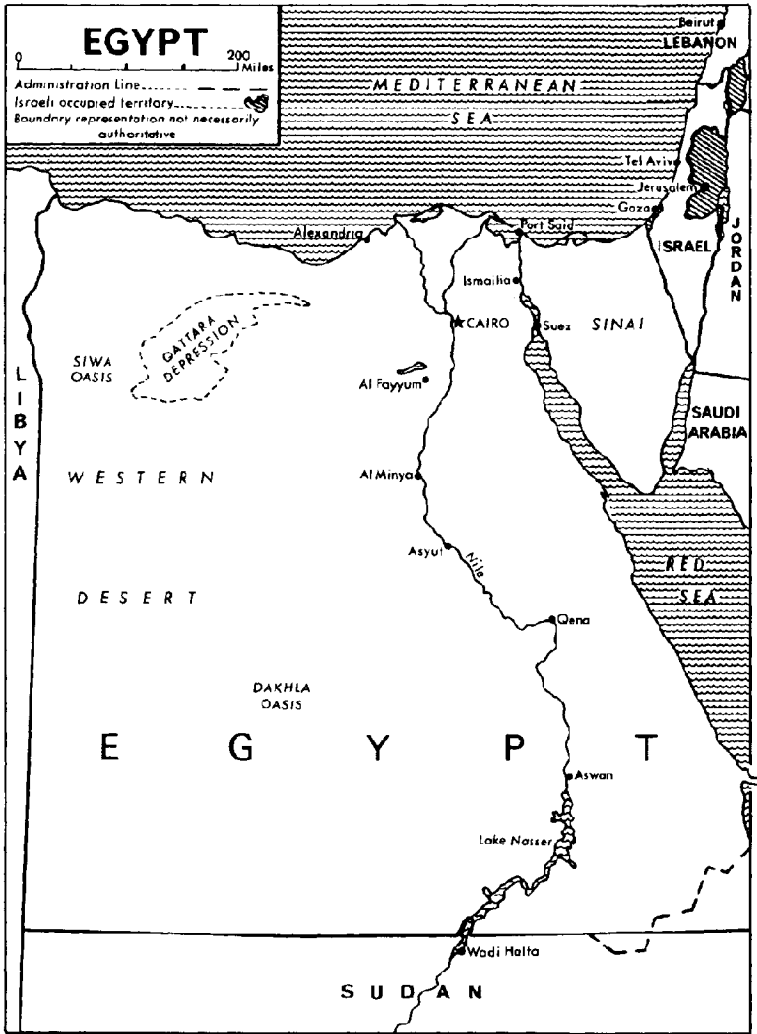 EGYPT
0 200
Miles
Administration Line
Israeli occupied territory
Boundary representation not necessarily
authoritative
Beirut
LEBANON
MEDITERRANEAN
SEA
Tel Aviv
Jerusalem
Gaza
Port Said
Alexandria
ISRAEL
JORDAN
Ismailia
CAIRO
Suez
SINAI
GATTARA
DEPRESSION
SIWA
OASIS
LIBYA
Al Fayyum
SAUDI
ARABIA
WESTERN
Al Minya
Asyut
Nile
RED
SEA
DESERT
Qena
DAKHLA
OASIS
EGYPT
Aswan
Lake Nasser
Wadi Halfa
SUDAN